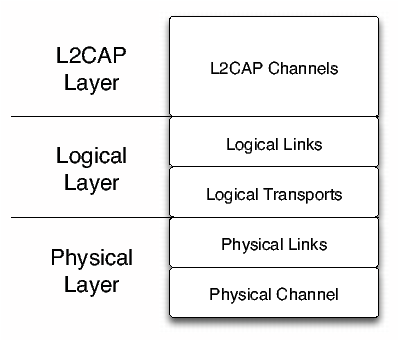 L2CAP
Layer
L2CAP Channels
Logical
Layer
Logical Links
Logical Transports
Physical
Layer
Physical Links
Physical Channel